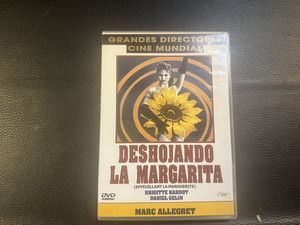 GRANDES DIRECTORES
CINE MUNDIAL
DESHOJANDO
LA MARGARITA
(EFFEUILLANT LA MARGUERITE)
BRIGITTE BARDOT
DANIEL GELIN
DVD
MARC ALLEGRET